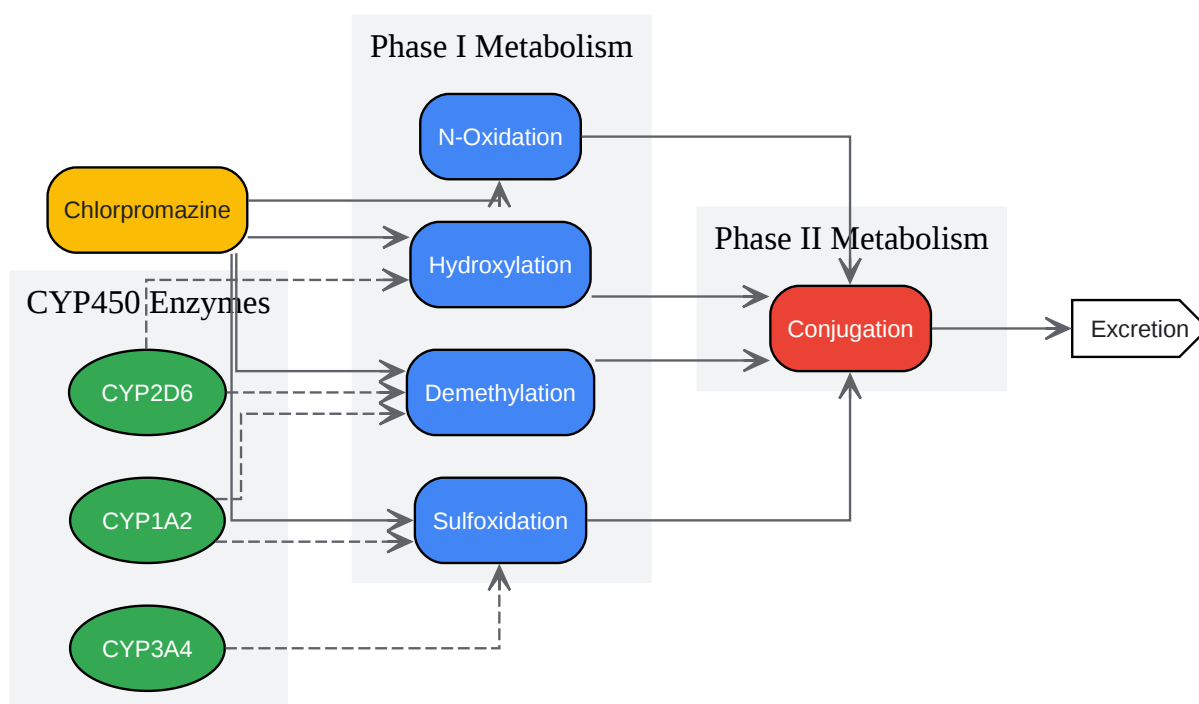 Phase I Metabolism
N-Oxidation
Chlorpromazine
Hydroxylation
Phase II Metabolism
CYP450 Enzymes
Conjugation
Excretion
CYP2D6
Demethylation
CYP1A2
Sulfoxidation
CYP3A4